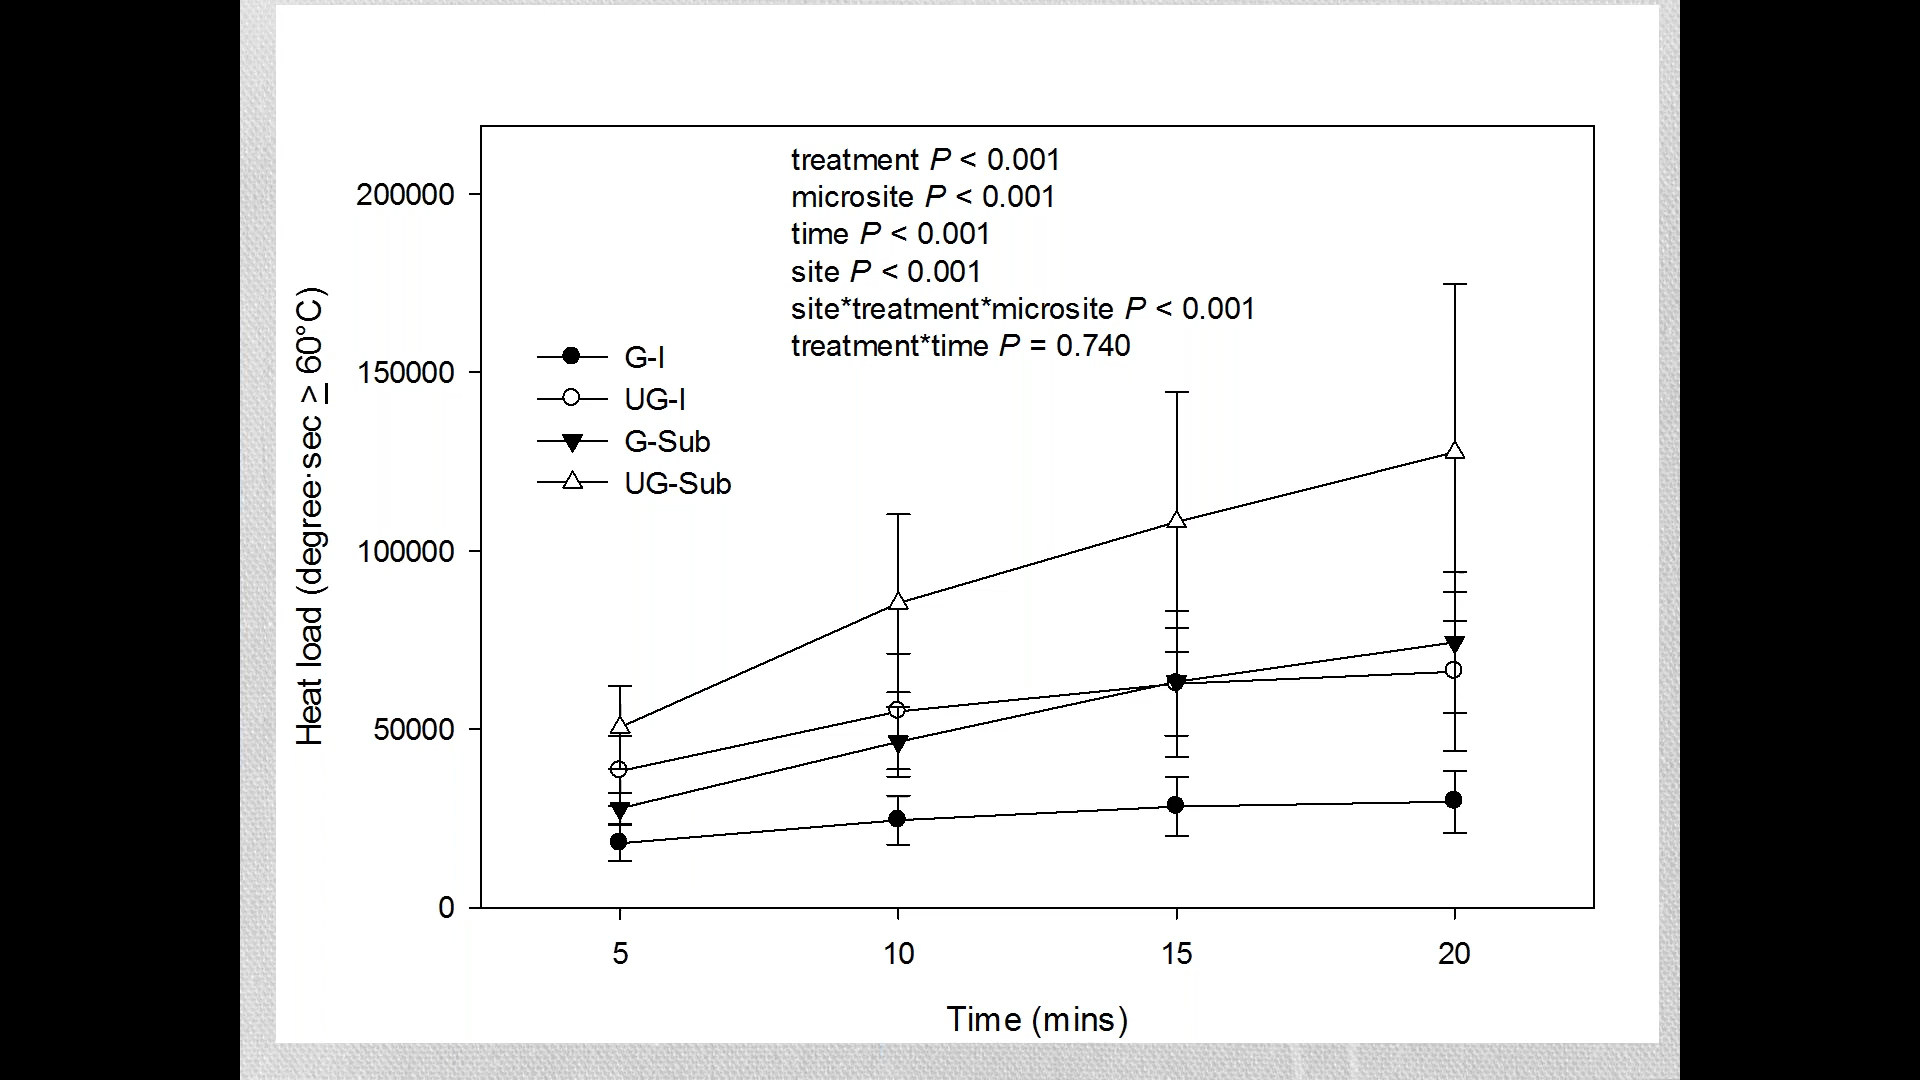 treatment P < 0.001
microsite P < 0.001
time P < 0.001
site P < 0.001
site*treatment*microsite P < 0.001
treatment*time P = 0.740
G-I
UG-I
G-Sub
UG-Sub
Heat load (degree·sec ≥ 60°C)
200000
150000
100000
50000
0
5 10 15 20
Time (mins)